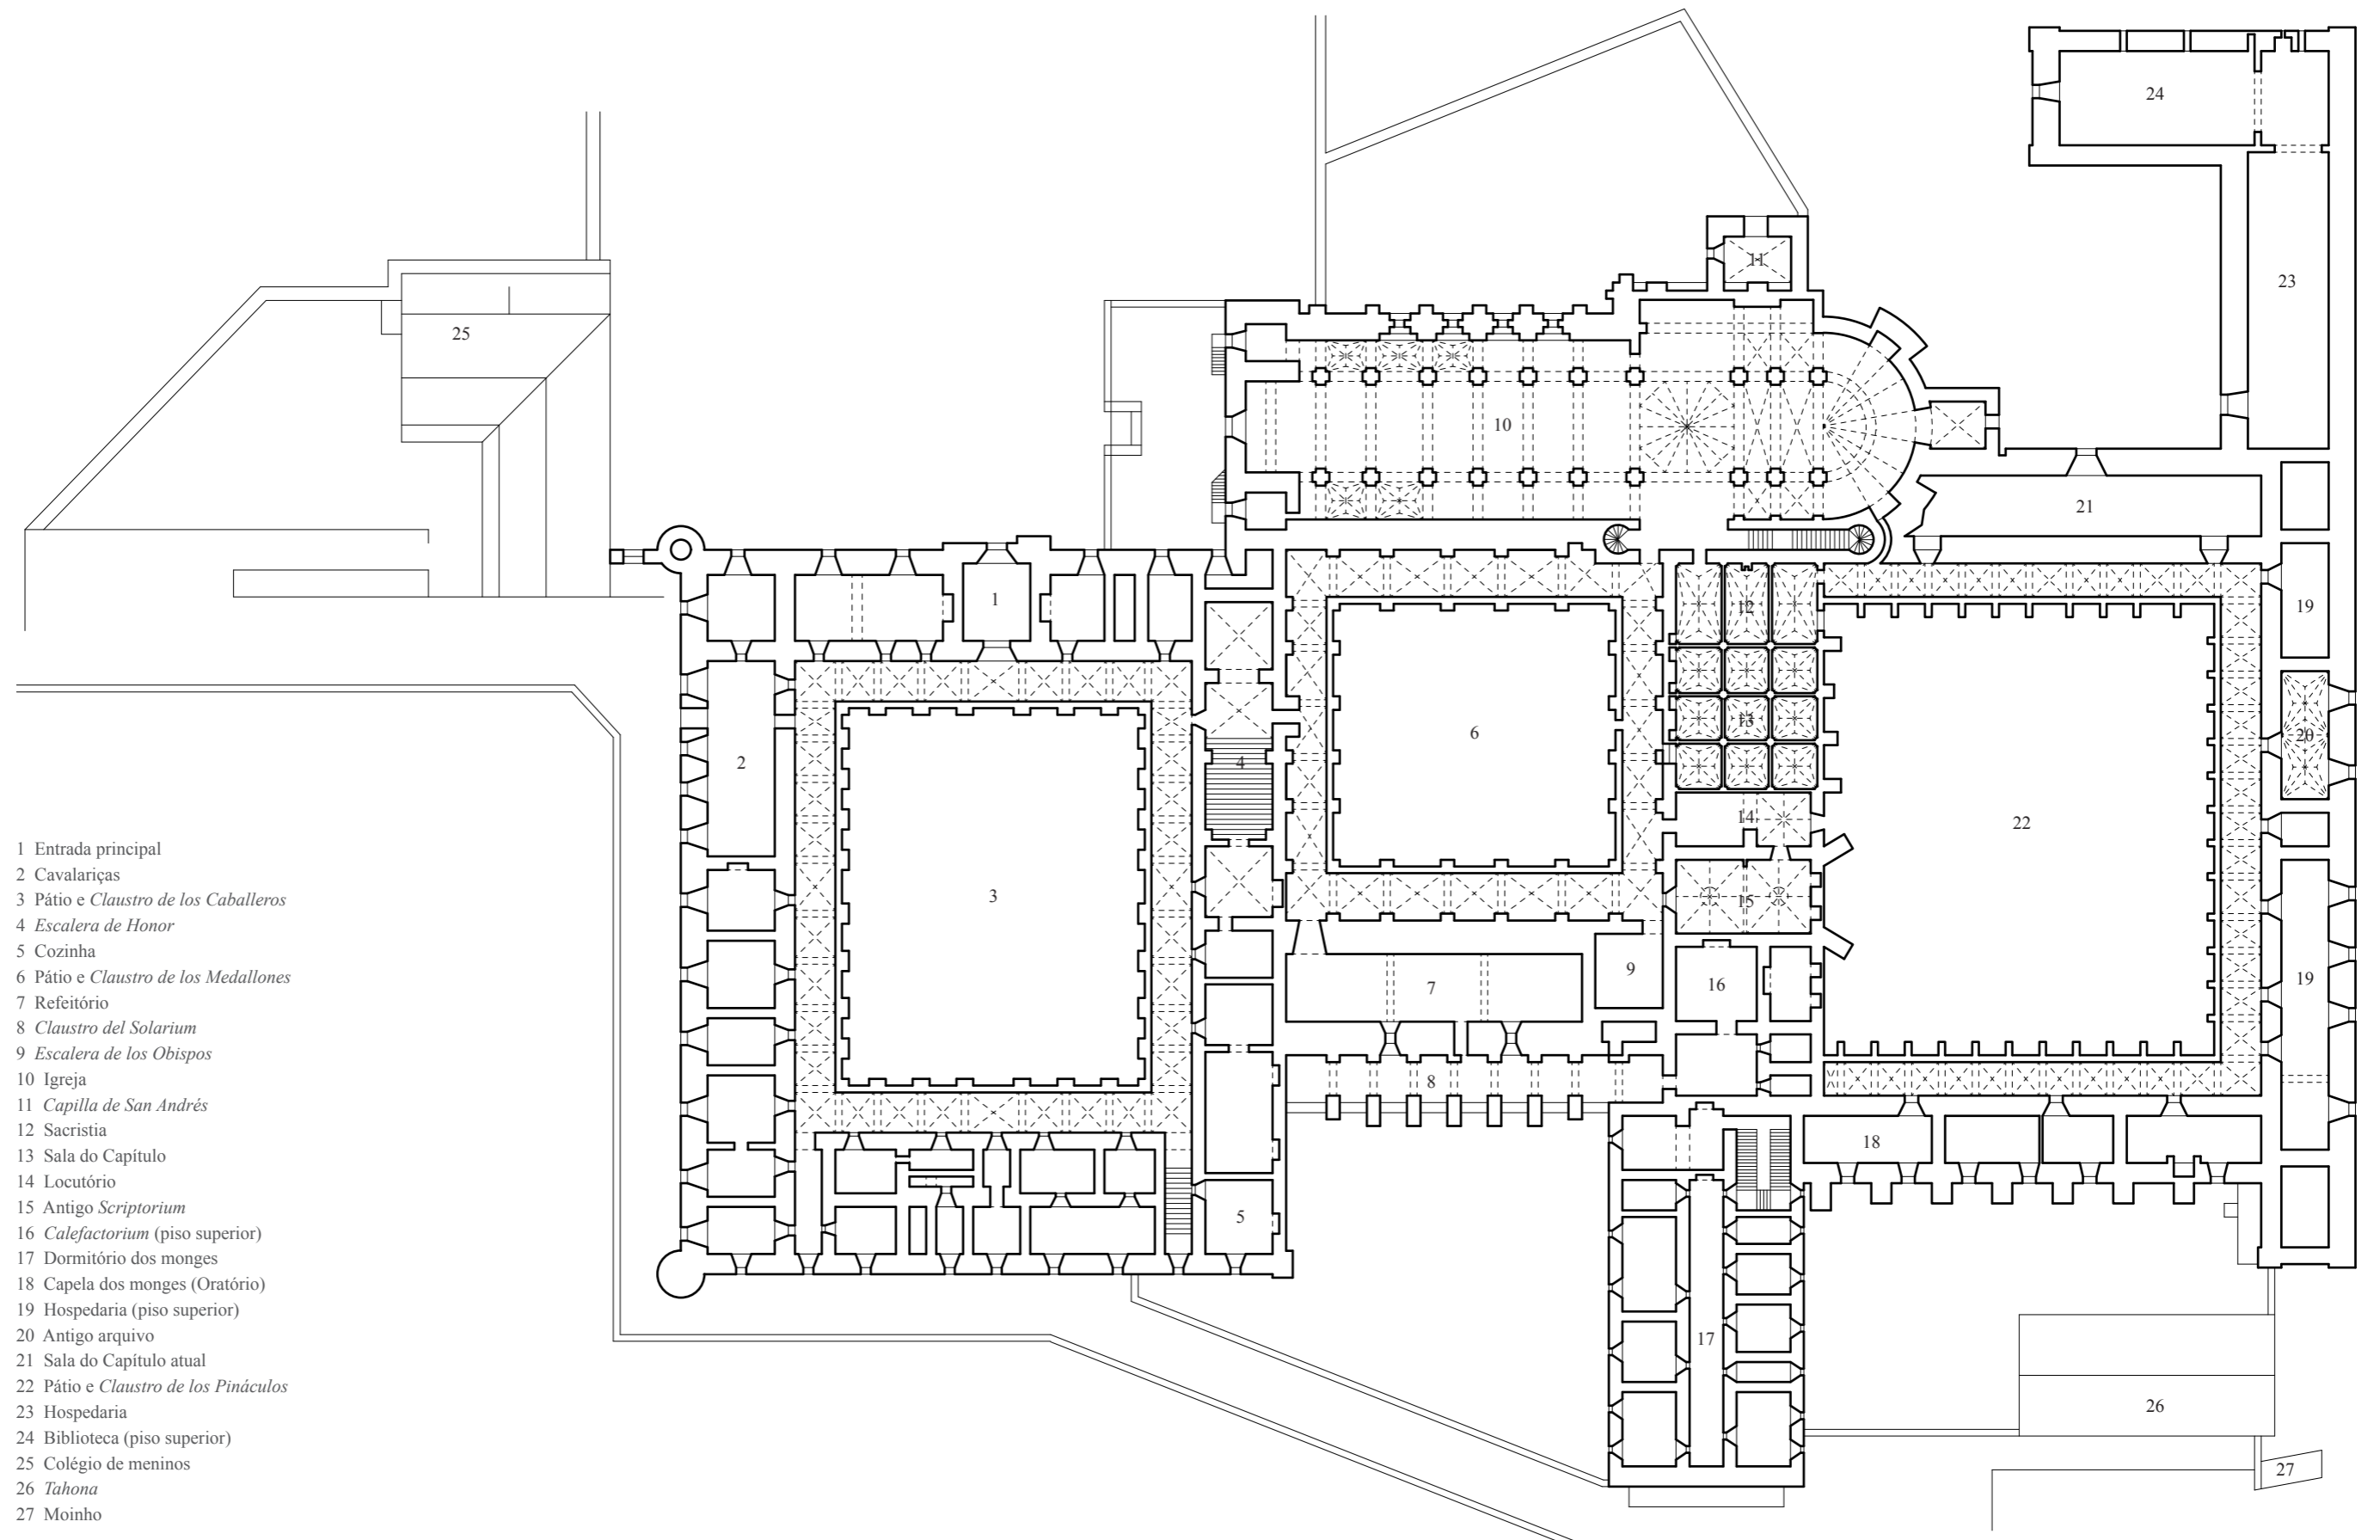 24
11
23
25
10
21
1
12
19
13
4
6
2
20
14
22
3
15
9
16
7
19
8
18
5
17
26
27
1 Entrada principal
2 Cavalariças
3 Pátio e Claustro de los Caballeros
4 Escalera de Honor
5 Cozinha
6 Pátio e Claustro de los Medallones
7 Refeitório
8 Claustro del Solarium
9 Escalera de los Obispos
10 Igreja
11 Capilla de San Andrés
12 Sacristia
13 Sala do Capítulo
14 Locutório
15 Antigo Scriptorium
16 Calefactorium (piso superior)
17 Dormitório dos monges
18 Capela dos monges (Oratório)
19 Hospedaria (piso superior)
20 Antigo arquivo
21 Sala do Capítulo atual
22 Pátio e Claustro de los Pináculos
23 Hospedaria
24 Biblioteca (piso superior)
25 Colégio de meninos
26 Tahona
27 Moinho